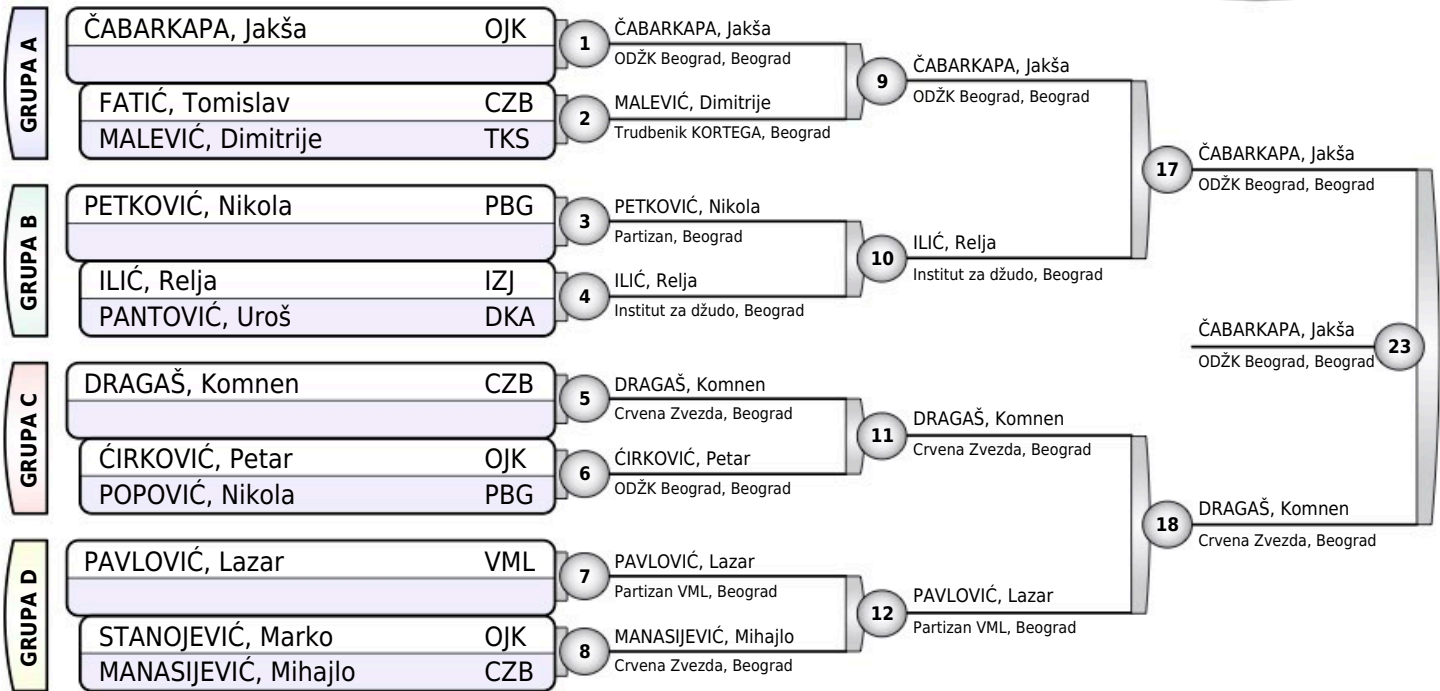 GRUPA A
ČABARKAPA, Jakša OJK
FATIĆ, Tomislav CZB
MALEVIĆ, Dimitrije TKS
GRUPA B
PETKOVIĆ, Nikola PBG
ILIĆ, Relja IZJ
PANTOVIĆ, Uroš DKA
GRUPA C
DRAGAŠ, Komnen CZB
ĆIRKOVIĆ, Petar OJK
POPOVIĆ, Nikola PBG
GRUPA D
PAVLOVIĆ, Lazar VML
STANOJEVIĆ, Marko OJK
MANASIJEVIĆ, Mihajlo CZB
1
ČABARKAPA, Jakša
ODŽK Beograd, Beograd
2
MALEVIĆ, Dimitrije
Trudbenik KORTEGA, Beograd
3
PETKOVIĆ, Nikola
Partizan, Beograd
4
ILIĆ, Relja
Institut za džudo, Beograd
5
DRAGAŠ, Komnen
Crvena Zvezda, Beograd
6
ĆIRKOVIĆ, Petar
ODŽK Beograd, Beograd
7
PAVLOVIĆ, Lazar
Partizan VML, Beograd
8
MANASIJEVIĆ, Mihajlo
Crvena Zvezda, Beograd
9
ČABARKAPA, Jakša
ODŽK Beograd, Beograd
10
ILIĆ, Relja
Institut za džudo, Beograd
11
DRAGAŠ, Komnen
Crvena Zvezda, Beograd
12
PAVLOVIĆ, Lazar
Partizan VML, Beograd
17
ČABARKAPA, Jakša
ODŽK Beograd, Beograd
18
DRAGAŠ, Komnen
Crvena Zvezda, Beograd
ČABARKAPA, Jakša
ODŽK Beograd, Beograd
23